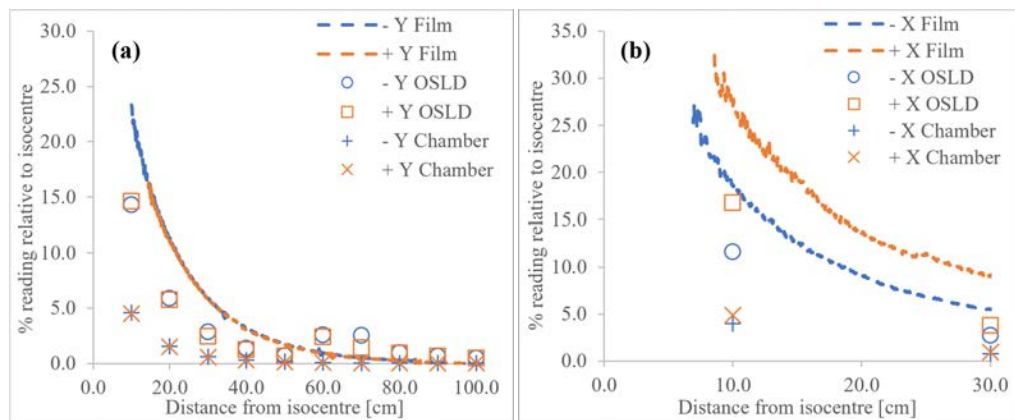 (a)
- Y Film
+ Y Film
- Y OSLD
+ Y OSLD
- Y Chamber
+ Y Chamber
% reading relative to isocentre
30.0
25.0
20.0
15.0
10.0
5.0
0.0
0.0 20.0 40.0 60.0 80.0 100.0
Distance from isocentre [cm]
(b)
- X Film
+ X Film
- X OSLD
+ X OSLD
- X Chamber
+ X Chamber
% reading relative to isocentre
35.0
30.0
25.0
20.0
15.0
10.0
5.0
0.0
0.0 10.0 20.0 30.0
Distance from isocentre [cm]